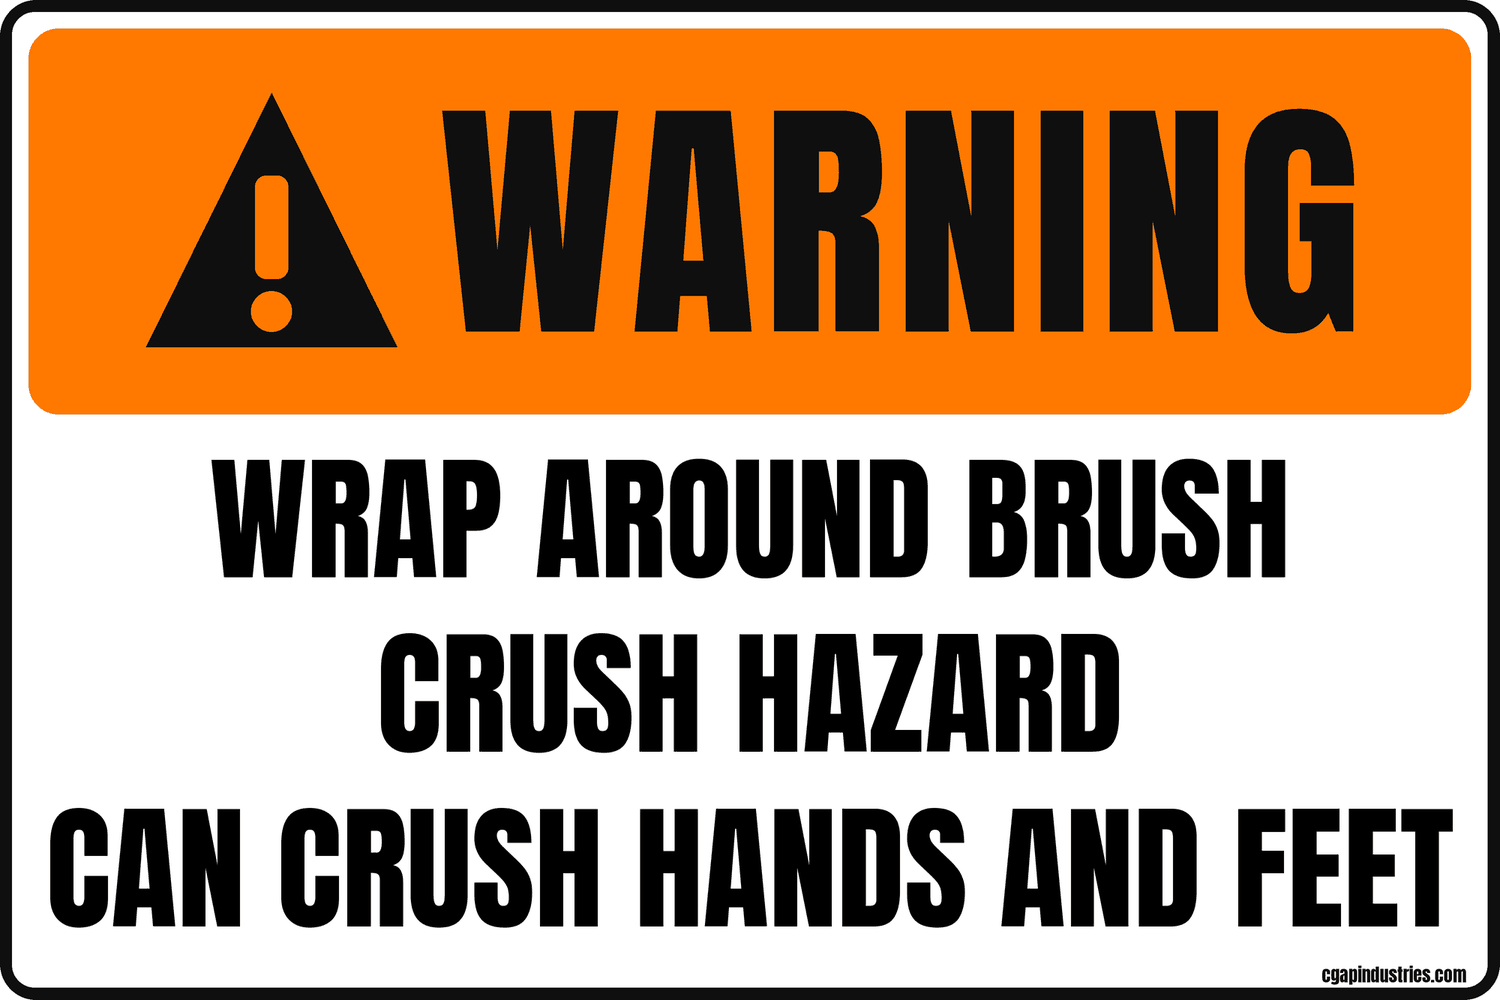 WARNING
WRAP AROUND BRUSH
CRUSH HAZARD
CAN CRUSH HANDS AND FEET
cgapindustries.com